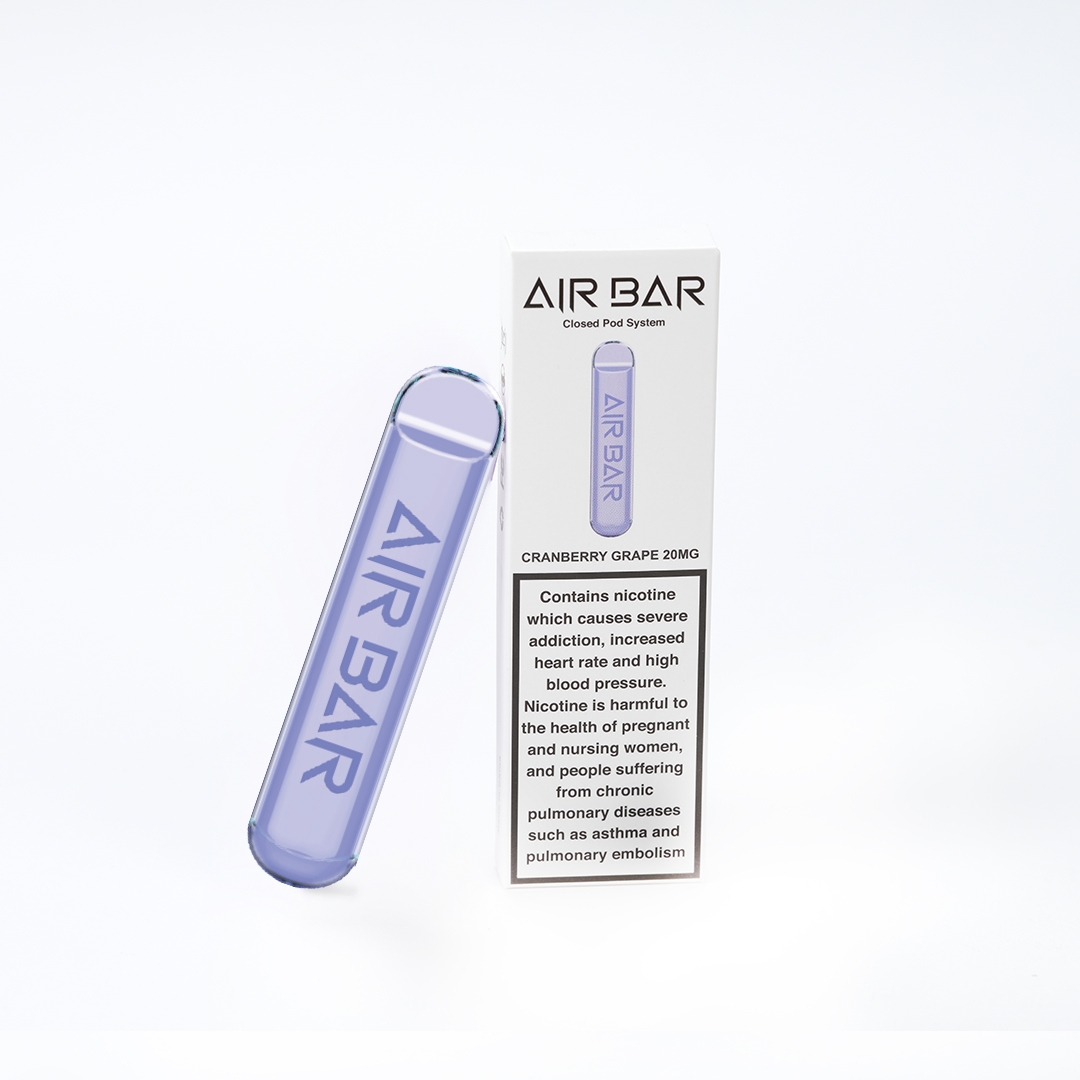 AIR BAR
AIR BAR
Closed Pod System
AIR BAR
CRANBERRY GRAPE 20MG
Contains nicotine
which causes severe
addiction, increased
heart rate and high
blood pressure.
Nicotine is harmful to
the health of pregnant
and nursing women,
and people suffering
from chronic
pulmonary diseases
such as asthma and
pulmonary embolism